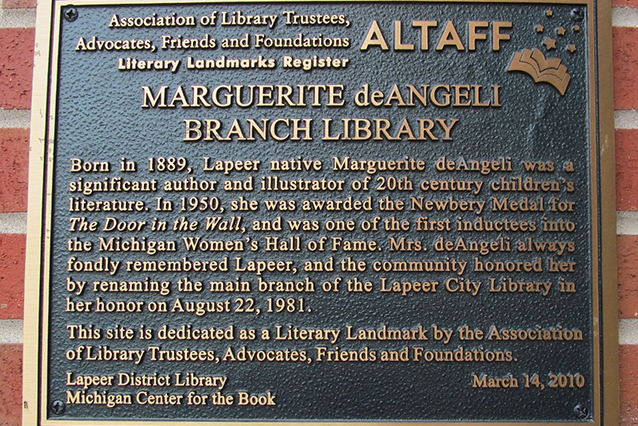 Association of Library Trustees,
Advocates, Friends and Foundations
Literary Landmarks Register
ALTAFF
MARGUERITE deANGELI
BRANCH LIBRARY
Born in 1889, Lapeer native Marguerite deAngeli was a
significant author and illustrator of 20th century children's
literature. In 1950, she was awarded the Newbery Medal for
The Door in the Wall, and was one of the first inductees into
the Michigan Women's Hall of Fame. Mrs. deAngeli always
fondly remembered Lapeer, and the community honored her
by renaming the main branch of the Lapeer City Library in
her honor on August 22, 1981.
This site is dedicated as a Literary Landmark by the Association
of Library Trustees, Advocates, Friends and Foundations.
Lapeer District Library
Michigan Center for the Book
March 14, 2010